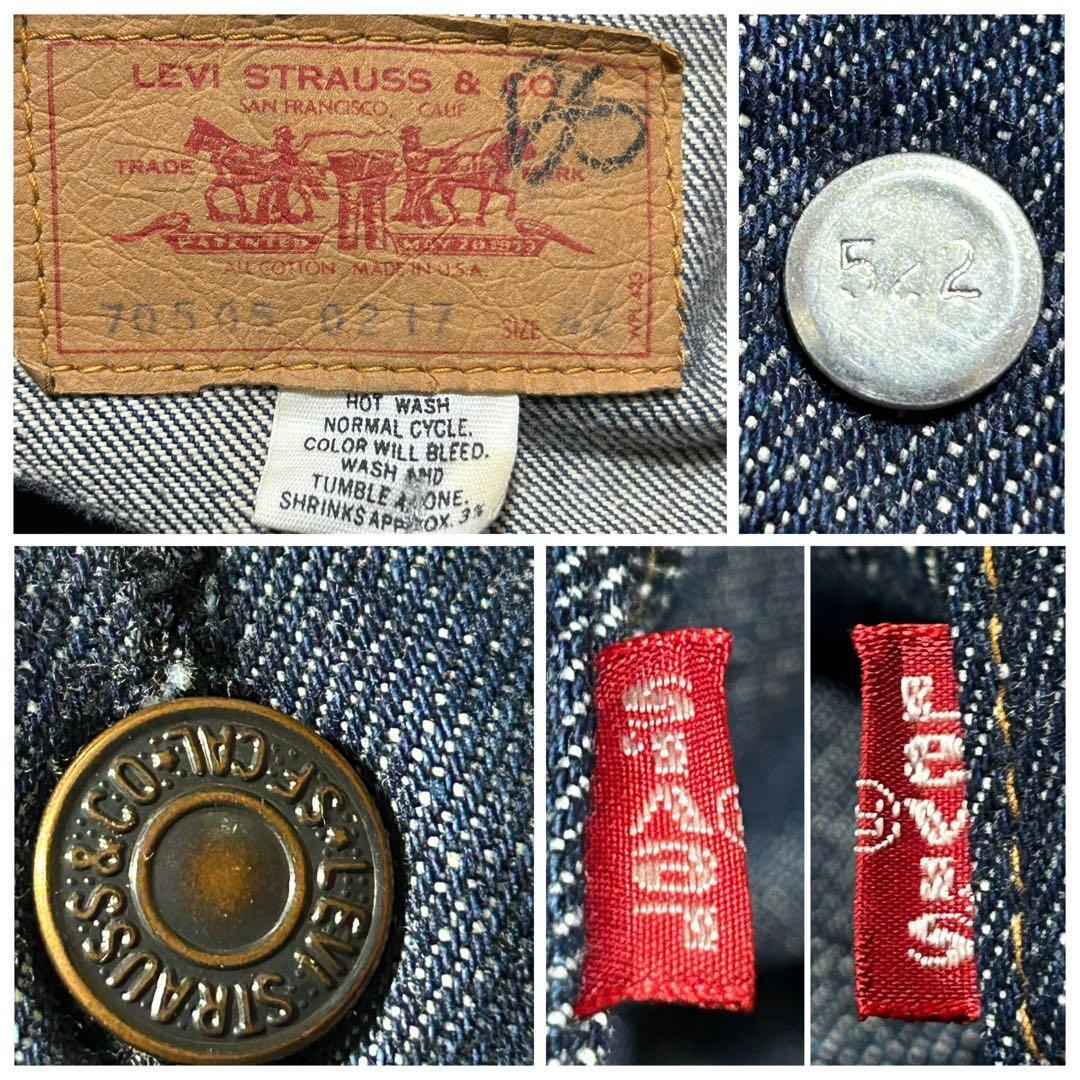 LEVI STRAUSS & CO
SAN FRANCISCO, CALIF
TRADE MARK
PATENTED MAY 20 1873
ALL COTTON MADE IN U.S.A.
70505 0217 SIZE 42
WPL 433
HOT WASH
NORMAL CYCLE.
COLOR WILL BLEED.
WASH AND
TUMBLE ALONE.
SHRINKS APPROX. 3%
522
LEVI STRAUSS & CO. S.F. CAL
Levi's
Levi's
®